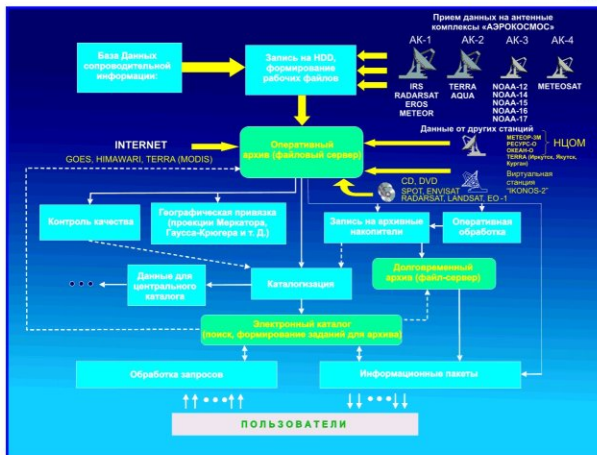 Прием данных на антенные
комплексы «АЭРОКОСМОС»
АК-1
АК-2
АК-3
АК-4
База Данных
сопроводительной
информации:
Запись на HDD,
формирование
рабочих файлов
IRS
RADARSAT
EROS
METEOR
TERRA
AQUA
NOAA-12
NOAA-14
NOAA-15
NOAA-16
NOAA-17
METEOSAT
Данные от других станций
INTERNET
GOES, HIMAWARI, TERRA (MODIS)
Оперативный
архив (файловый сервер)
МЕТЕОР-3М
РЕСУРС-О
ОКЕАН-О
TERRA (Иркутск, Якутск,
Курган)
НЦОМ
Виртуальная
станция
"IKONOS-2"
CD, DVD
SPOT, ENVISAT
RADARSAT, LANDSAT, EO -1
Контроль качества
Географическая привязка
(проекции Меркатора,
Гаусса-Крюгера и т. Д.)
Запись на архивные
накопители
Оперативная
обработка
Данные для
центрального
каталога
Каталогизация
Долговременный
архив (файл-сервер)
Электронный каталог
(поиск, формирование заданий для архива)
Обработка запросов
Информационные пакеты
ПОЛЬЗОВАТЕЛИ